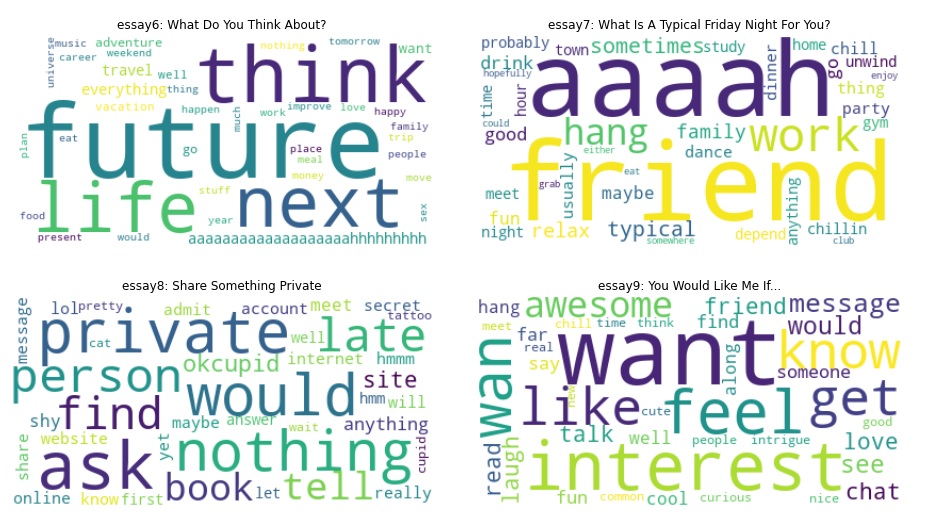 essay6: What Do You Think About?
universe music adventure nothing tomorrow
career weekend think want
travel well
everything thing
vacation happen improve love happy
future much work
plan eat place family
go meal trip
people
life stuff money next move
food year sex
present would aaaaaaaaaaaaaaaaaaahhhhhhhhh
essay7: What Is A Typical Friday Night For You?
probably town sometimes study dinner home chill
drink aaaah go unwind
hopefully enjoy
time hour thing
could party
good hang family work gym
either dance
friend
usually eat
meet grab maybe anything
fun
night relax typical depend chillin
somewhere club
essay8: Share Something Private
message lol pretty admit account meet secret
private cat well late tattoo
okcupid internet hmmm
person would site
find hmm will
shy maybe answer anything
website yet wait
share ask nothing cupid
book let tell really
online know first
essay9: You Would Like Me If...
hang awesome friend message
meet chill time think find would
far want know
real along
say someone
wan new
like cute feel get
talk well people intrigue good
love
read laugh interest see
fun common cool curious nice chat